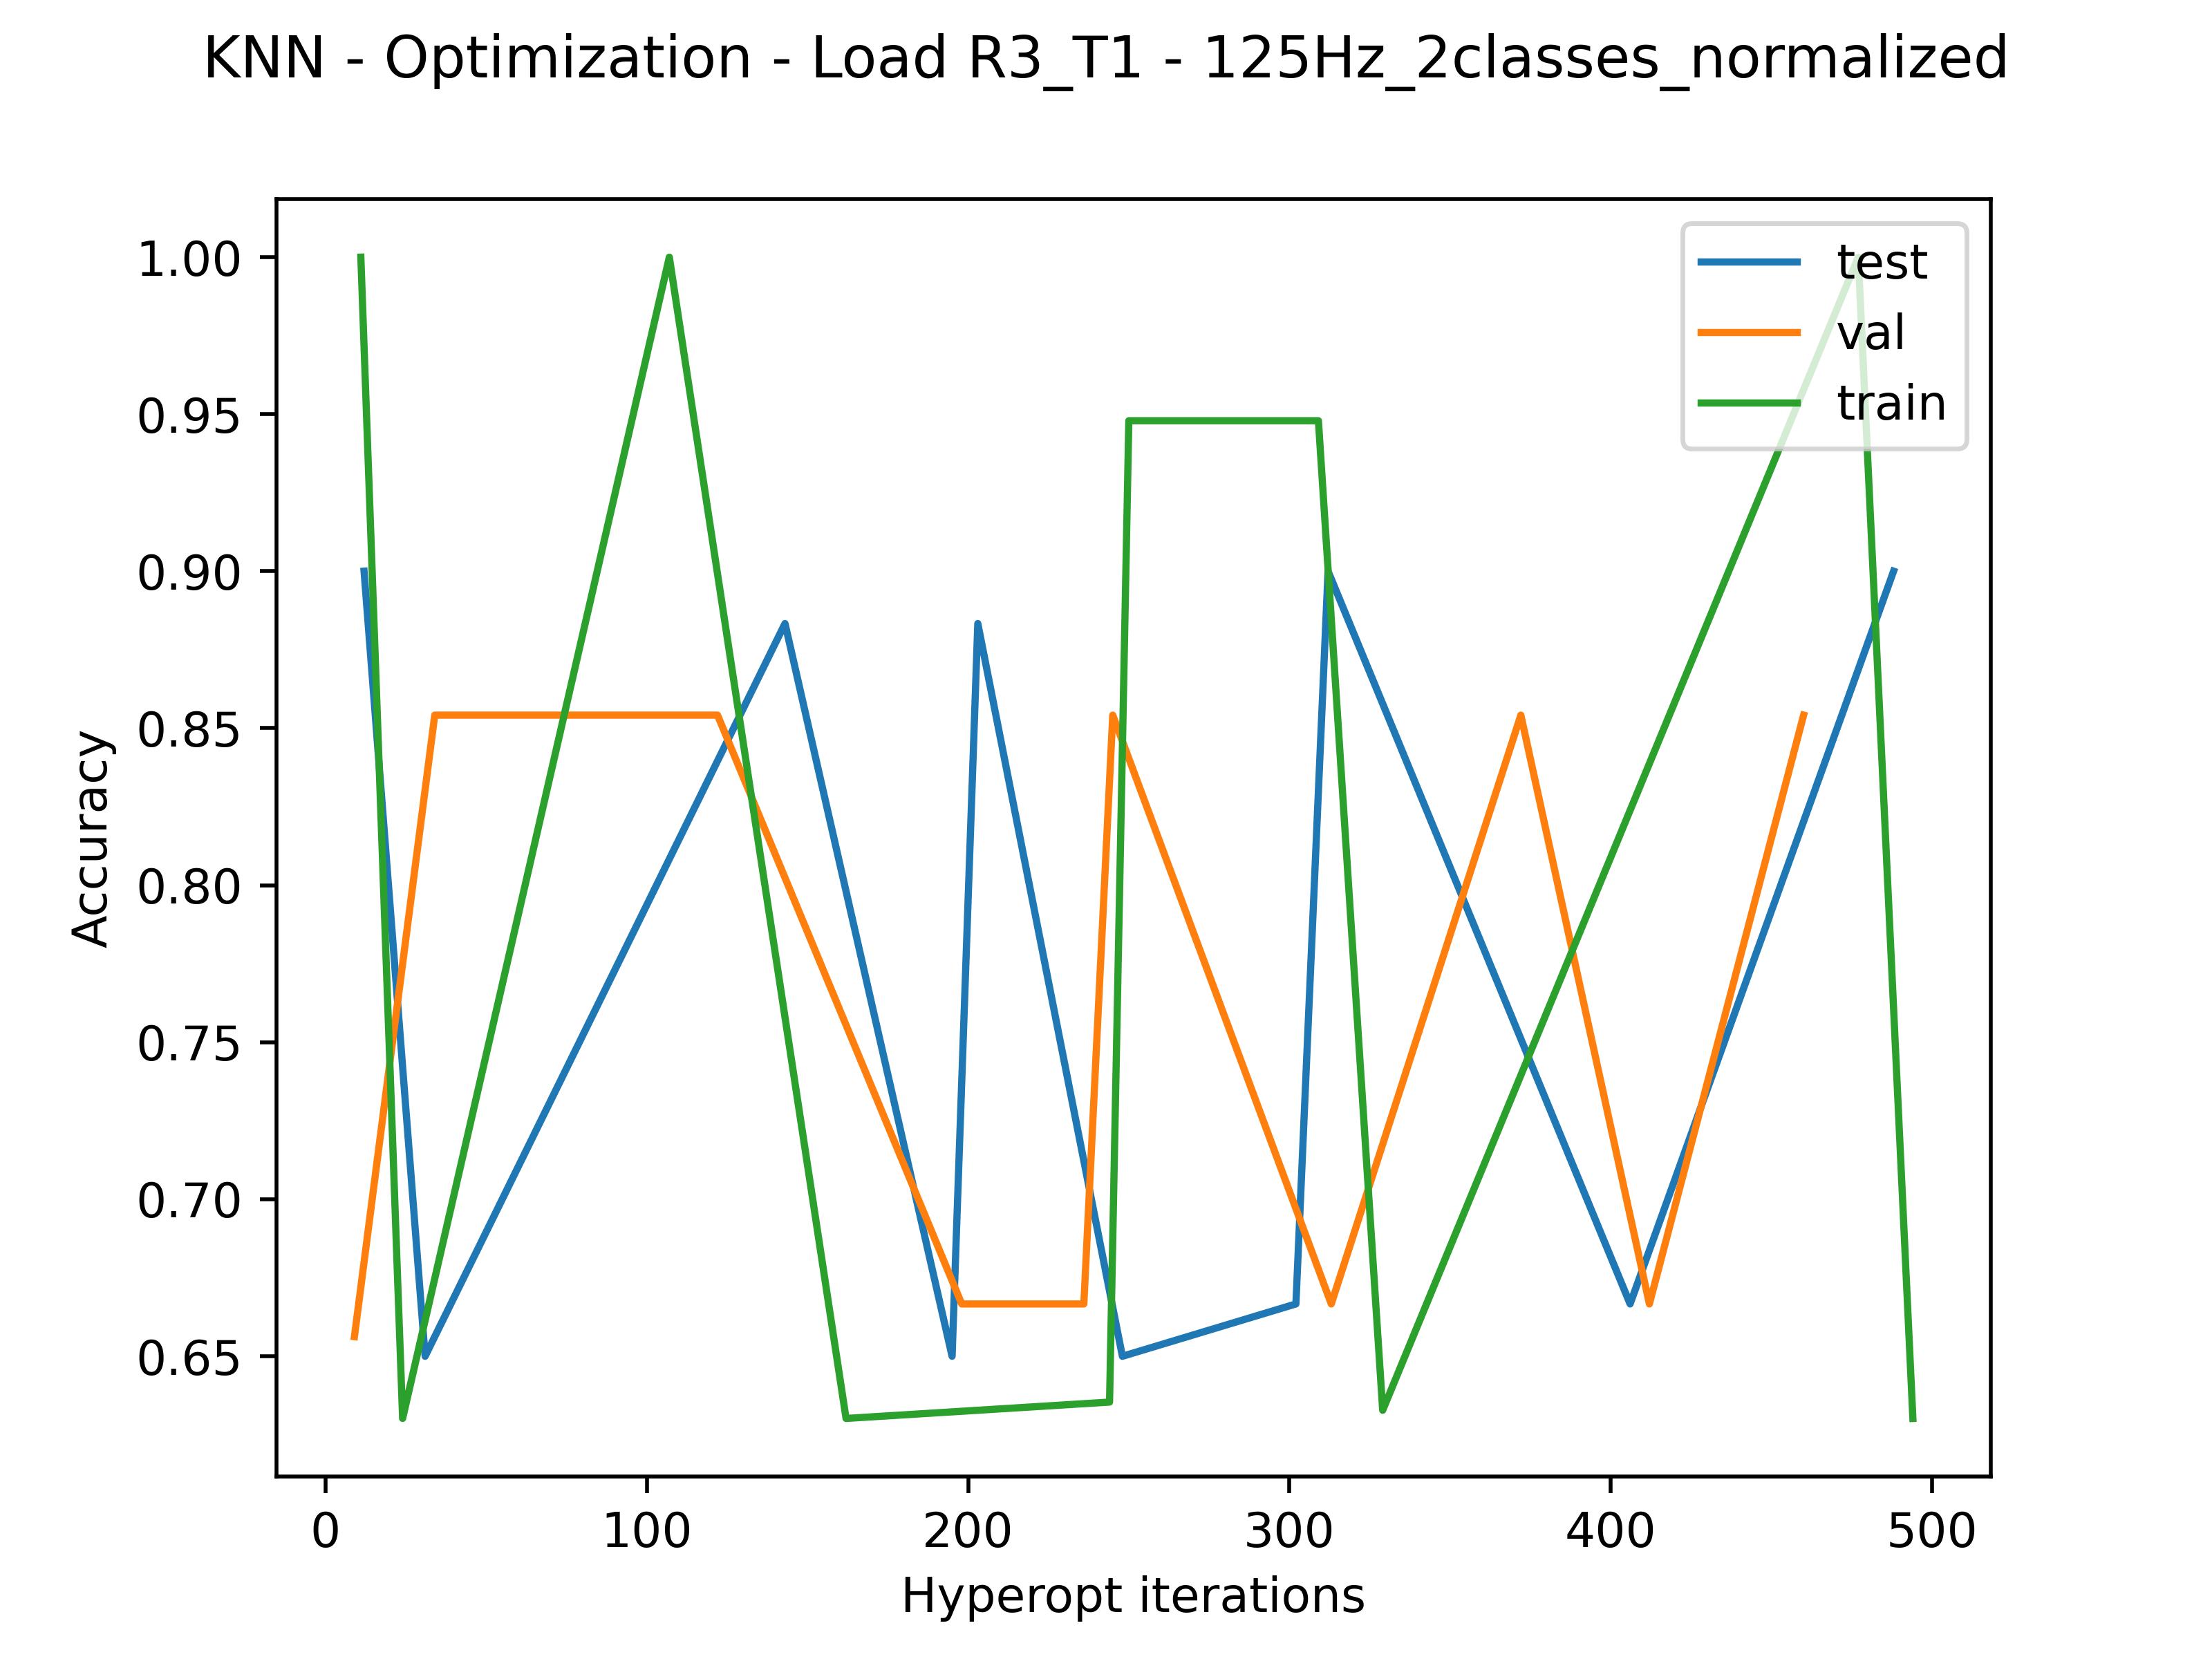 KNN - Optimization - Load R3_T1 - 125Hz_2classes_normalized
test
val
train
1.00
0.95
0.90
0.85
0.80
0.75
0.70
0.65
Accuracy
0 100 200 300 400 500
Hyperopt iterations